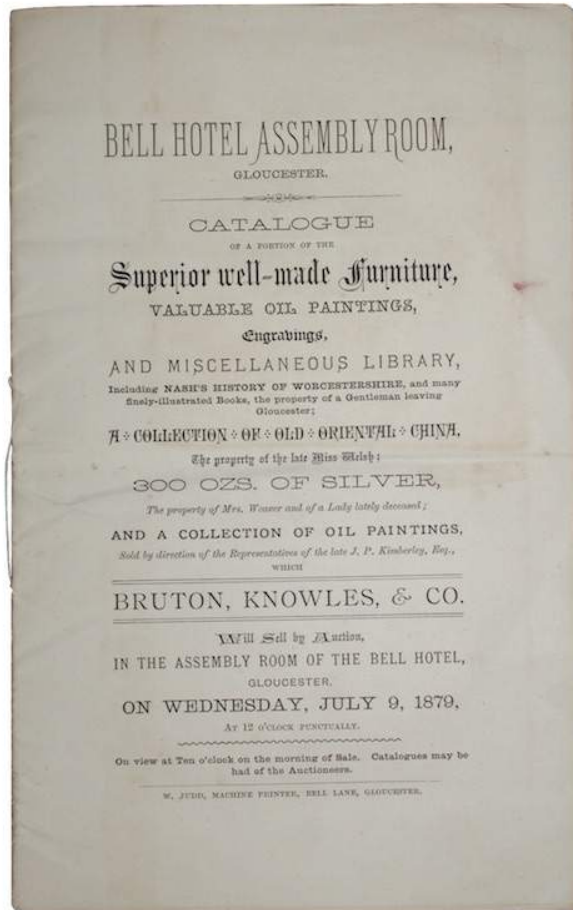 BELL HOTEL ASSEMBLY ROOM,
GLOUCESTER.
CATALOGUE
OF A PORTION OF THE
Superior well-made Furniture,
VALUABLE OIL PAINTINGS,
Engravings,
AND MISCELLANEOUS LIBRARY,
Including NASH'S HISTORY OF WORCESTERSHIRE, and many
finely-illustrated Books, the property of a Gentleman leaving
Gloucester;
A COLLECTION OF OLD ORIENTAL CHINA,
The property of the late Miss Welsh;
300 OZS. OF SILVER,
The property of Mrs. Weaver and of a Lady lately deceased;
AND A COLLECTION OF OIL PAINTINGS,
Sold by direction of the Representatives of the late J. P. Kimberley, Esq.,
WHICH
BRUTON, KNOWLES, & CO.
Will Sell by Auction,
IN THE ASSEMBLY ROOM OF THE BELL HOTEL,
GLOUCESTER,
ON WEDNESDAY, JULY 9, 1879,
AT 12 O'CLOCK PUNCTUALLY.
On view at Ten o'clock on the morning of Sale. Catalogues may be
had of the Auctioneers.
W. JUDD, MACHINE PRINTER, BELL LANE, GLOUCESTER.